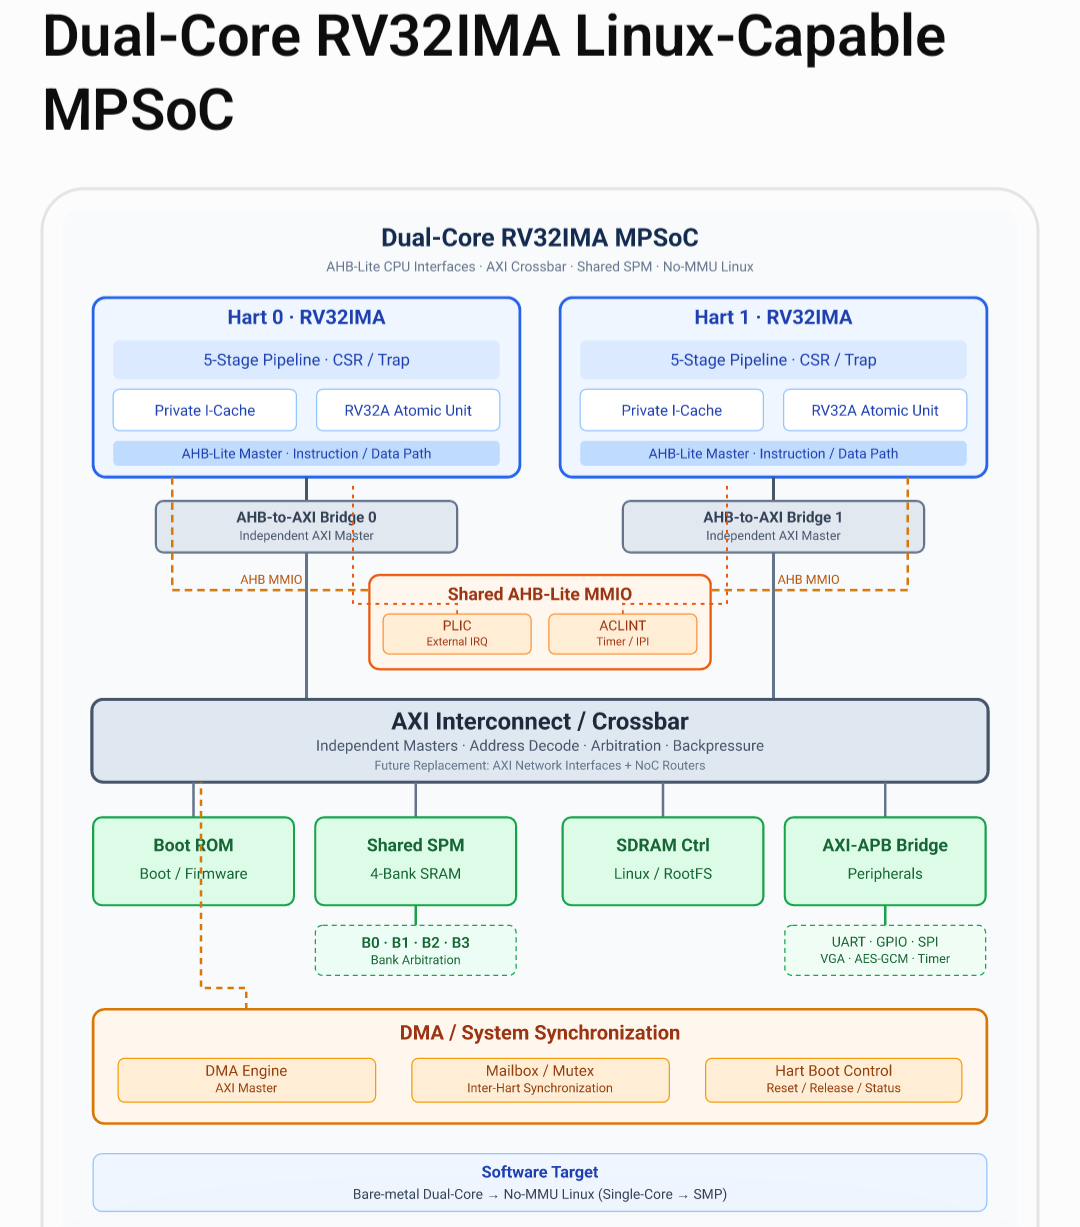 Dual-Core RV32IMA Linux-Capable
MPSoC
Dual-Core RV32IMA MPSoC
AHB-Lite CPU Interfaces · AXI Crossbar · Shared SPM · No-MMU Linux
Hart 0 · RV32IMA
5-Stage Pipeline · CSR / Trap
Private I-Cache
RV32A Atomic Unit
AHB-Lite Master · Instruction / Data Path
Hart 1 · RV32IMA
5-Stage Pipeline · CSR / Trap
Private I-Cache
RV32A Atomic Unit
AHB-Lite Master · Instruction / Data Path
AHB-to-AXI Bridge 0
Independent AXI Master
AHB-to-AXI Bridge 1
Independent AXI Master
AHB MMIO
AHB MMIO
Shared AHB-Lite MMIO
PLIC
External IRQ
ACLINT
Timer / IPI
AXI Interconnect / Crossbar
Independent Masters · Address Decode · Arbitration · Backpressure
Future Replacement: AXI Network Interfaces + NoC Routers
Boot ROM
Boot / Firmware
Shared SPM
4-Bank SRAM
SDRAM Ctrl
Linux / RootFS
AXI-APB Bridge
Peripherals
B0 · B1 · B2 · B3
Bank Arbitration
UART · GPIO · SPI
VGA · AES-GCM · Timer
DMA / System Synchronization
DMA Engine
AXI Master
Mailbox / Mutex
Inter-Hart Synchronization
Hart Boot Control
Reset / Release / Status
Software Target
Bare-metal Dual-Core → No-MMU Linux (Single-Core → SMP)